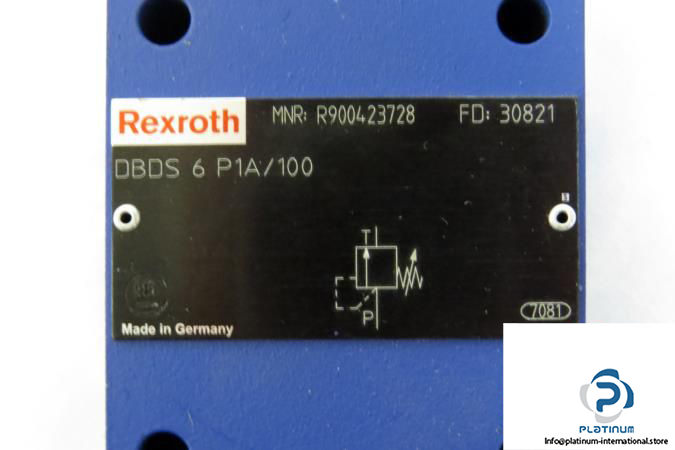 Rexroth MNR: R900423728 FD: 30821
DBDS 6 P1A/100
T
P
7081
Made in Germany
PLATINUM
Info@platinum-international.store